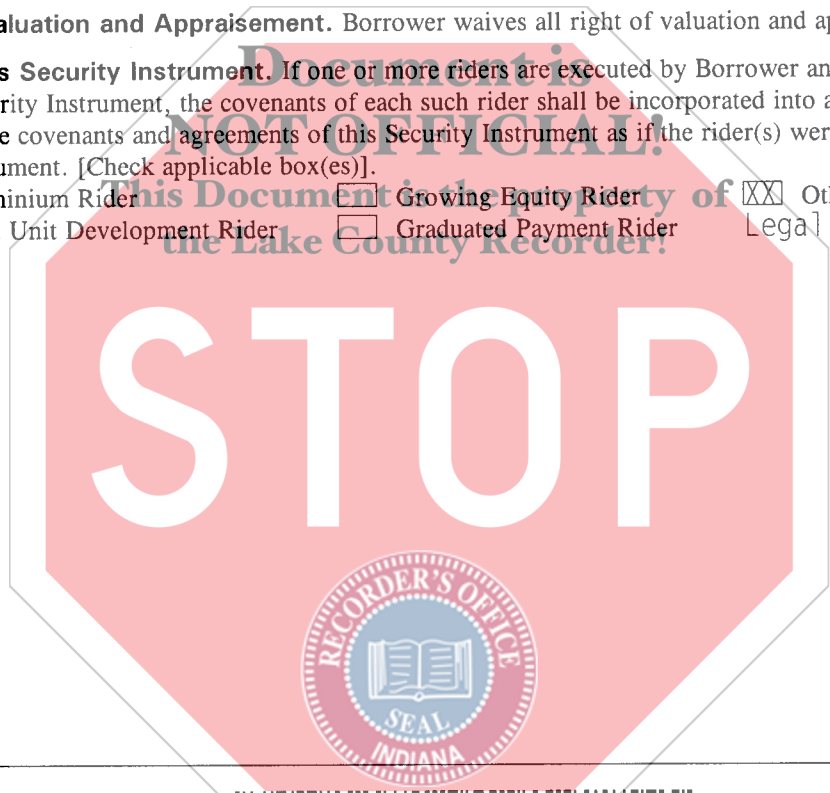 aluation and Appraisement. Borrower waives all right of valuation and ap
s Security Instrument. If one or more riders are executed by Borrower an
rity Instrument, the covenants of each such rider shall be incorporated into a
e covenants and agreements of this Security Instrument as if the rider(s) wer
ument. [Check applicable box(es)].
minium Rider Growing Equity Rider XX Oth
Unit Development Rider Graduated Payment Rider Legal
Document is
NOT OFFICIAL!
This Document is the property of
the Lake County Recorder!
STOP
RECORDER'S OFFICE
SEAL
INDIANA